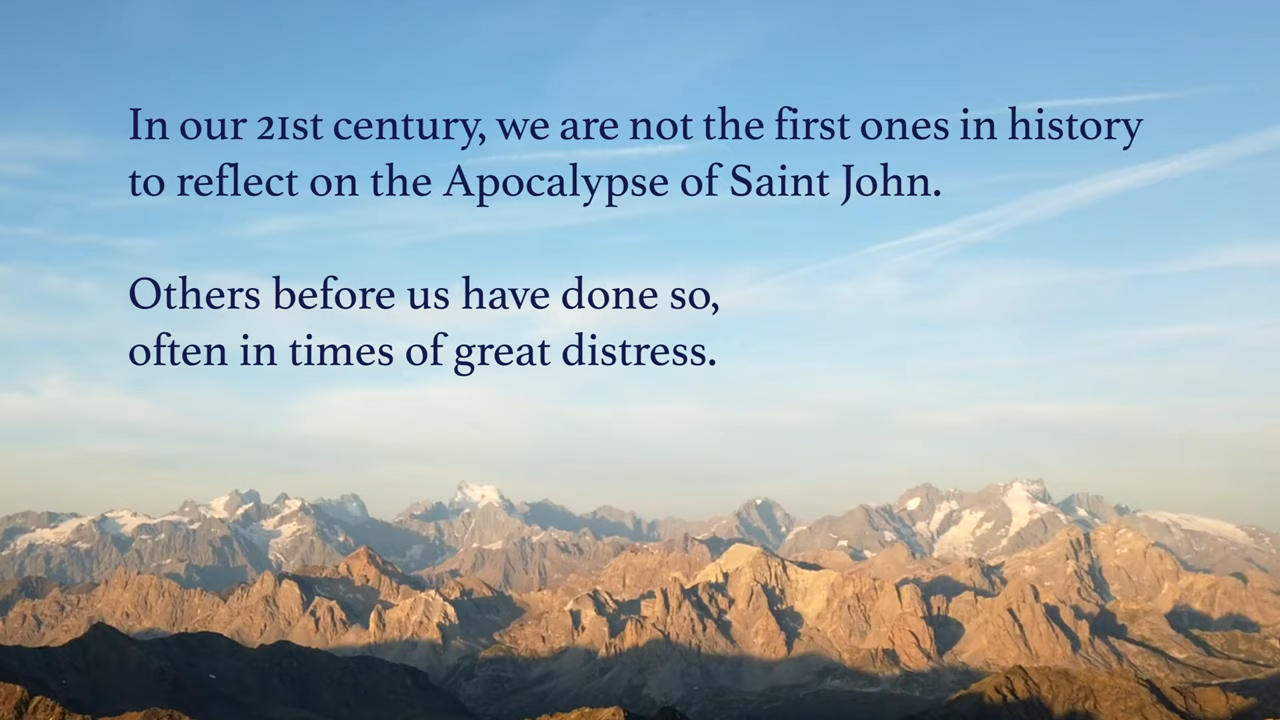 In our 21st century, we are not the first ones in history
to reflect on the Apocalypse of Saint John.
Others before us have done so,
often in times of great distress.